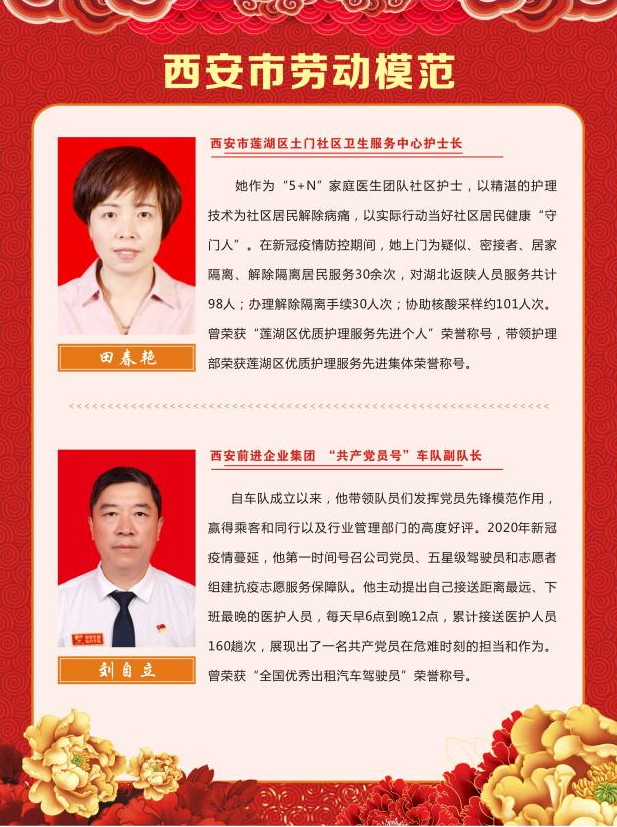 西安市劳动模范
西安市莲湖区土门社区卫生服务中心护士长
她作为“5+N”家庭医生团队社区护士，以精湛的护理
技术为社区居民解除病痛，以实际行动当好社区居民健康“守
门人”。在新冠疫情防控期间，她上门为疑似、密接者、居家
隔离、解除隔离居民服务30余次，对湖北返陕人员服务共计
98人；办理解除隔离手续30人次；协助核酸采样约101人次。
曾荣获“莲湖区优质护理服务先进个人”荣誉称号，带领护理
部荣获莲湖区优质护理服务先进集体荣誉称号。
田春艳
西安前进企业集团 “共产党员号”车队副队长
自车队成立以来，他带领队员们发挥党员先锋模范作用，
赢得乘客和同行以及行业管理部门的高度好评。2020年新冠
疫情蔓延，他第一时间号召公司党员、五星级驾驶员和志愿者
组建抗疫志愿服务保障队。他主动提出自己接送距离最远、下
班最晚的医护人员，每天早6点到晚12点，累计接送医护人员
160趟次，展现出了一名共产党员在危难时刻的担当和作为。
曾荣获“全国优秀出租汽车驾驶员”荣誉称号。
刘自立